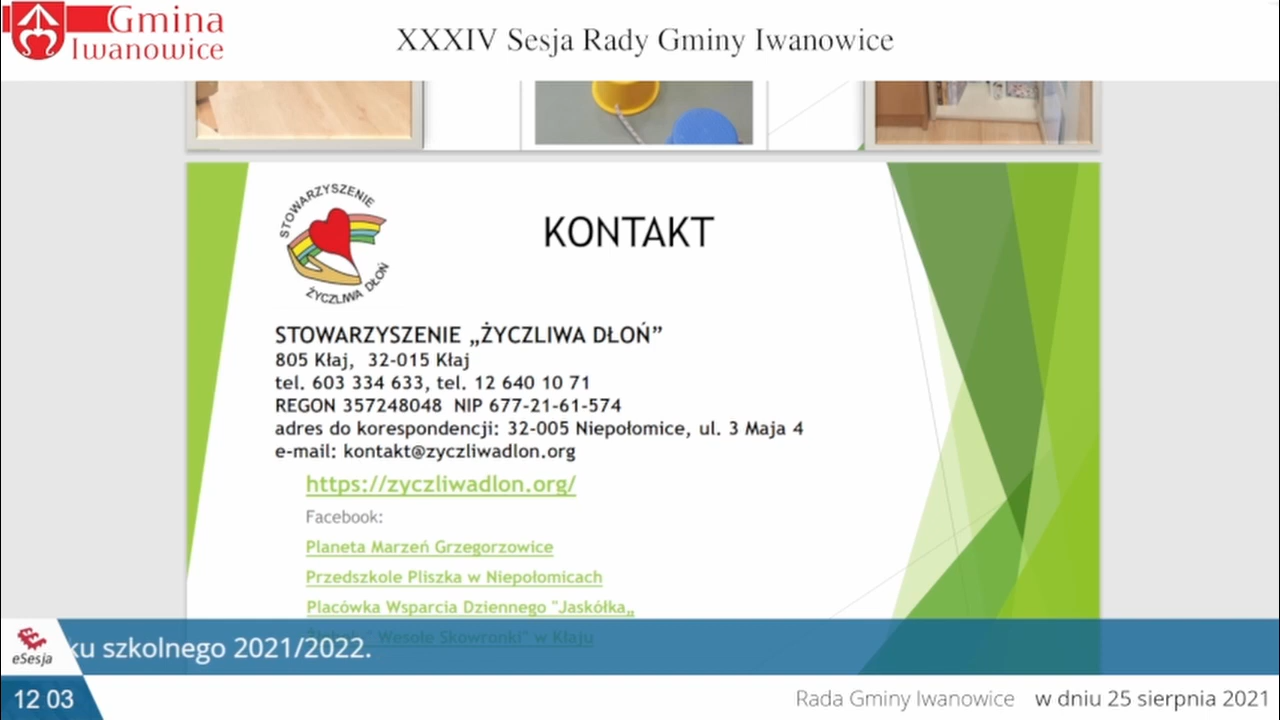 Gmina
Iwanowice
XXXIV Sesja Rady Gminy Iwanowice
STOWARZYSZENIE
ŻYCZLIWA DŁOŃ
KONTAKT
STOWARZYSZENIE „ŻYCZLIWA DŁOŃ”
805 Kłaj, 32-015 Kłaj
tel. 603 334 633, tel. 12 640 10 71
REGON 357248048 NIP 677-21-61-574
adres do korespondencji: 32-005 Niepołomice, ul. 3 Maja 4
e-mail: kontakt@zyczliwadlon.org
https://zyczliwadlon.org/
Facebook:
Planeta Marzeń Grzegorzowice
Przedszkole Pliszka w Niepołomicach
Placówka Wsparcia Dziennego "Jaskółka„
Żłobek " Wesołe Skowronki" w Kłaju
ku szkolnego 2021/2022.
eSesja
12 03
Rada Gminy Iwanowice w dniu 25 sierpnia 2021